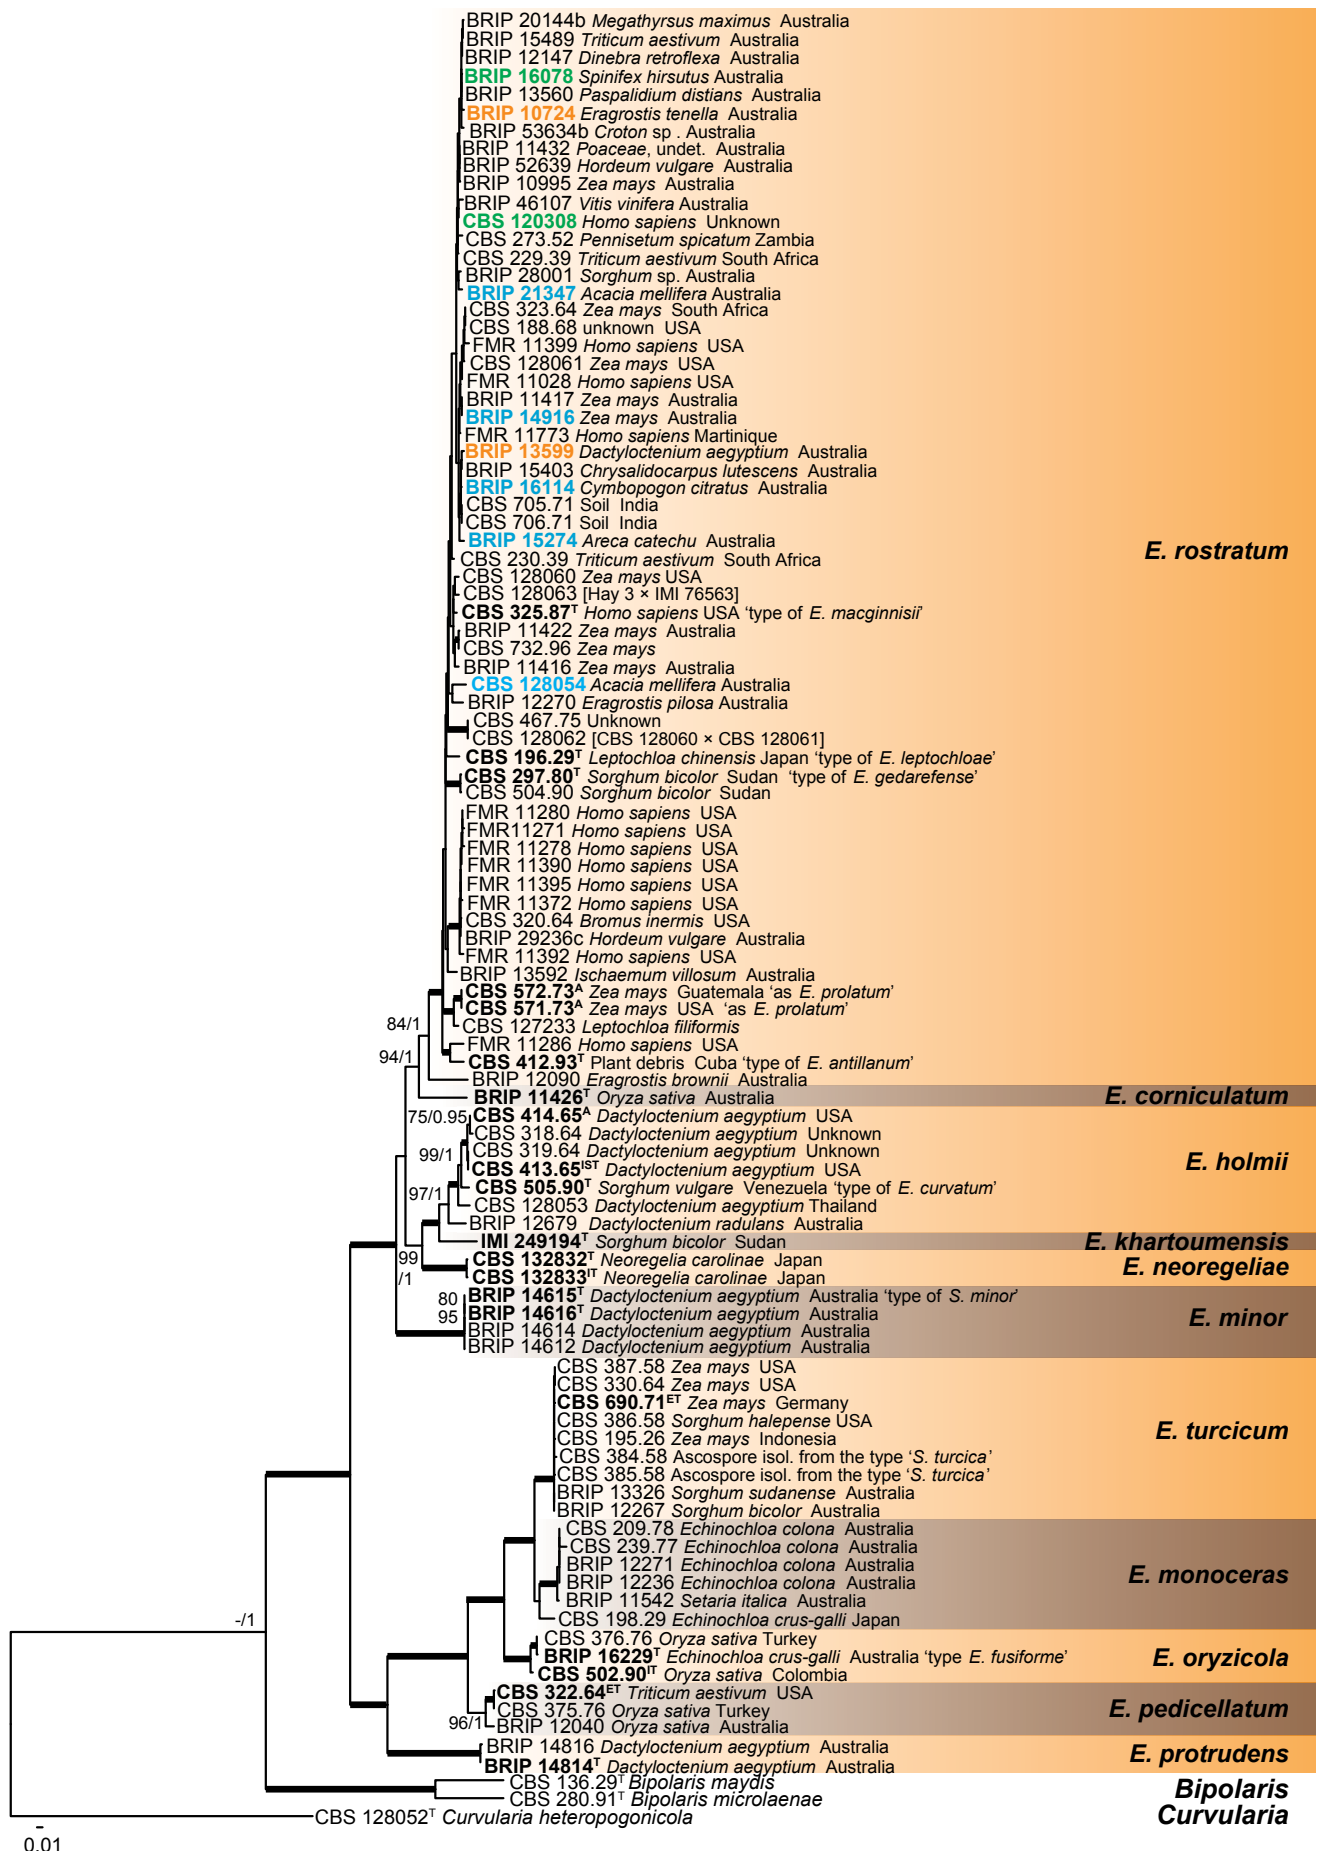 BRIP 20144b Megathyrsus maximus Australia
BRIP 15489 Triticum aestivum Australia
BRIP 12147 Dinebra retroflexa Australia
BRIP 16078 Spinifex hirsutus Australia
BRIP 13560 Paspalidium distians Australia
BRIP 10724 Eragrostis tenella Australia
BRIP 53634b Croton sp . Australia
BRIP 11432 Poaceae, undet. Australia
BRIP 52639 Hordeum vulgare Australia
BRIP 10995 Zea mays Australia
BRIP 46107 Vitis vinifera Australia
CBS 120308 Homo sapiens Unknown
CBS 273.52 Pennisetum spicatum Zambia
CBS 229.39 Triticum aestivum South Africa
BRIP 28001 Sorghum sp. Australia
BRIP 21347 Acacia mellifera Australia
CBS 323.64 Zea mays South Africa
CBS 188.68 unknown USA
FMR 11399 Homo sapiens USA
CBS 128061 Zea mays USA
FMR 11028 Homo sapiens USA
BRIP 11417 Zea mays Australia
BRIP 14916 Zea mays Australia
FMR 11773 Homo sapiens Martinique
BRIP 13599 Dactyloctenium aegyptium Australia
BRIP 15403 Chrysalidocarpus lutescens Australia
BRIP 16114 Cymbopogon citratus Australia
CBS 705.71 Soil India
CBS 706.71 Soil India
BRIP 15274 Areca catechu Australia
E. rostratum
CBS 230.39 Triticum aestivum South Africa
CBS 128060 Zea mays USA
CBS 128063 [Hay 3 × IMI 76563]
CBS 325.87T Homo sapiens USA 'type of E. macginnisii'
BRIP 11422 Zea mays Australia
CBS 732.96 Zea mays
BRIP 11416 Zea mays Australia
CBS 128054 Acacia mellifera Australia
BRIP 12270 Eragrostis pilosa Australia
CBS 467.75 Unknown
CBS 128062 [CBS 128060 × CBS 128061]
CBS 196.29T Leptochloa chinensis Japan 'type of E. leptochloae'
CBS 297.80T Sorghum bicolor Sudan 'type of E. gedarefense'
CBS 504.90 Sorghum bicolor Sudan
FMR 11280 Homo sapiens USA
FMR11271 Homo sapiens USA
FMR 11278 Homo sapiens USA
FMR 11390 Homo sapiens USA
FMR 11395 Homo sapiens USA
FMR 11372 Homo sapiens USA
CBS 320.64 Bromus inermis USA
BRIP 29236c Hordeum vulgare Australia
FMR 11392 Homo sapiens USA
BRIP 13592 Ischaemum villosum Australia
CBS 572.73A Zea mays Guatemala 'as E. prolatum'
CBS 571.73A Zea mays USA 'as E. prolatum'
84/1
CBS 127233 Leptochloa filiformis
FMR 11286 Homo sapiens USA
94/1
CBS 412.93T Plant debris Cuba 'type of E. antillanum'
BRIP 12090 Eragrostis brownii Australia
BRIP 11426T Oryza sativa Australia
E. corniculatum
75/0.95
CBS 414.65A Dactyloctenium aegyptium USA
CBS 318.64 Dactyloctenium aegyptium Unknown
CBS 319.64 Dactyloctenium aegyptium Unknown
99/1
E. holmii
CBS 413.65IST Dactyloctenium aegyptium USA
CBS 505.90T Sorghum vulgare Venezuela 'type of E. curvatum'
97/1
CBS 128053 Dactyloctenium aegyptium Thailand
BRIP 12679 Dactyloctenium radulans Australia
IMI 249194T Sorghum bicolor Sudan
E. khartoumensis
99
/1
CBS 132832T Neoregelia carolinae Japan
E. neoregeliae
CBS 132833IT Neoregelia carolinae Japan
80
95
BRIP 14615T Dactyloctenium aegyptium Australia 'type of S. minor'
BRIP 14616T Dactyloctenium aegyptium Australia
E. minor
BRIP 14614 Dactyloctenium aegyptium Australia
BRIP 14612 Dactyloctenium aegyptium Australia
CBS 387.58 Zea mays USA
CBS 330.64 Zea mays USA
CBS 690.71ET Zea mays Germany
CBS 386.58 Sorghum halepense USA
E. turcicum
CBS 195.26 Zea mays Indonesia
CBS 384.58 Ascospore isol. from the type 'S. turcica'
CBS 385.58 Ascospore isol. from the type 'S. turcica'
BRIP 13326 Sorghum sudanense Australia
BRIP 12267 Sorghum bicolor Australia
CBS 209.78 Echinochloa colona Australia
CBS 239.77 Echinochloa colona Australia
BRIP 12271 Echinochloa colona Australia
E. monoceras
BRIP 12236 Echinochloa colona Australia
BRIP 11542 Setaria italica Australia
CBS 198.29 Echinochloa crus-galli Japan
-/1
CBS 376.76 Oryza sativa Turkey
BRIP 16229T Echinochloa crus-galli Australia 'type E. fusiforme'
E. oryzicola
CBS 502.90IT Oryza sativa Colombia
CBS 322.64ET Triticum aestivum USA
CBS 375.76 Oryza sativa Turkey
E. pedicellatum
96/1
BRIP 12040 Oryza sativa Australia
BRIP 14816 Dactyloctenium aegyptium Australia
E. protrudens
BRIP 14814T Dactyloctenium aegyptium Australia
CBS 136.29T Bipolaris maydis
Bipolaris
CBS 280.91T Bipolaris microlaenae
CBS 128052T Curvularia heteropogonicola
Curvularia
0.01